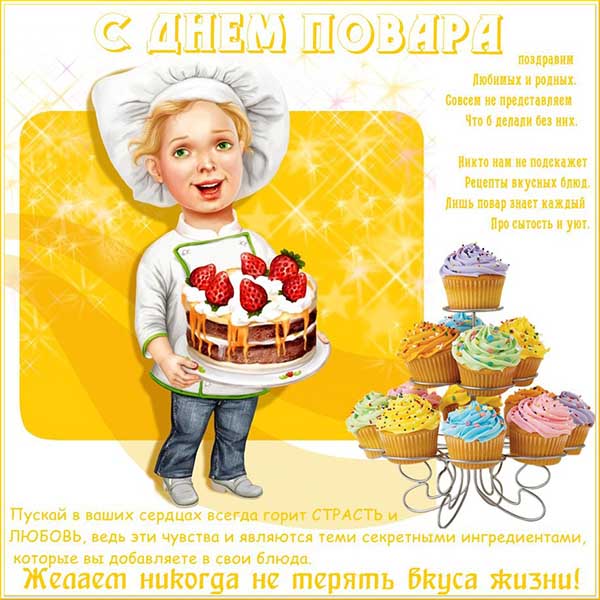 С ДНЕМ ПОВАРА
поздравим
Любимых и родных.
Совсем не представляем
Что б делали без них.
Никто нам не подскажет
Рецепты вкусных блюд.
Лишь повар знает каждый
Про сытость и уют.
Пускай в ваших сердцах всегда горит СТРАСТЬ и
ЛЮБОВЬ, ведь эти чувства и являются теми секретными ингредиентами,
которые вы добавляете в свои блюда.
Желаем никогда не терять вкуса жизни!